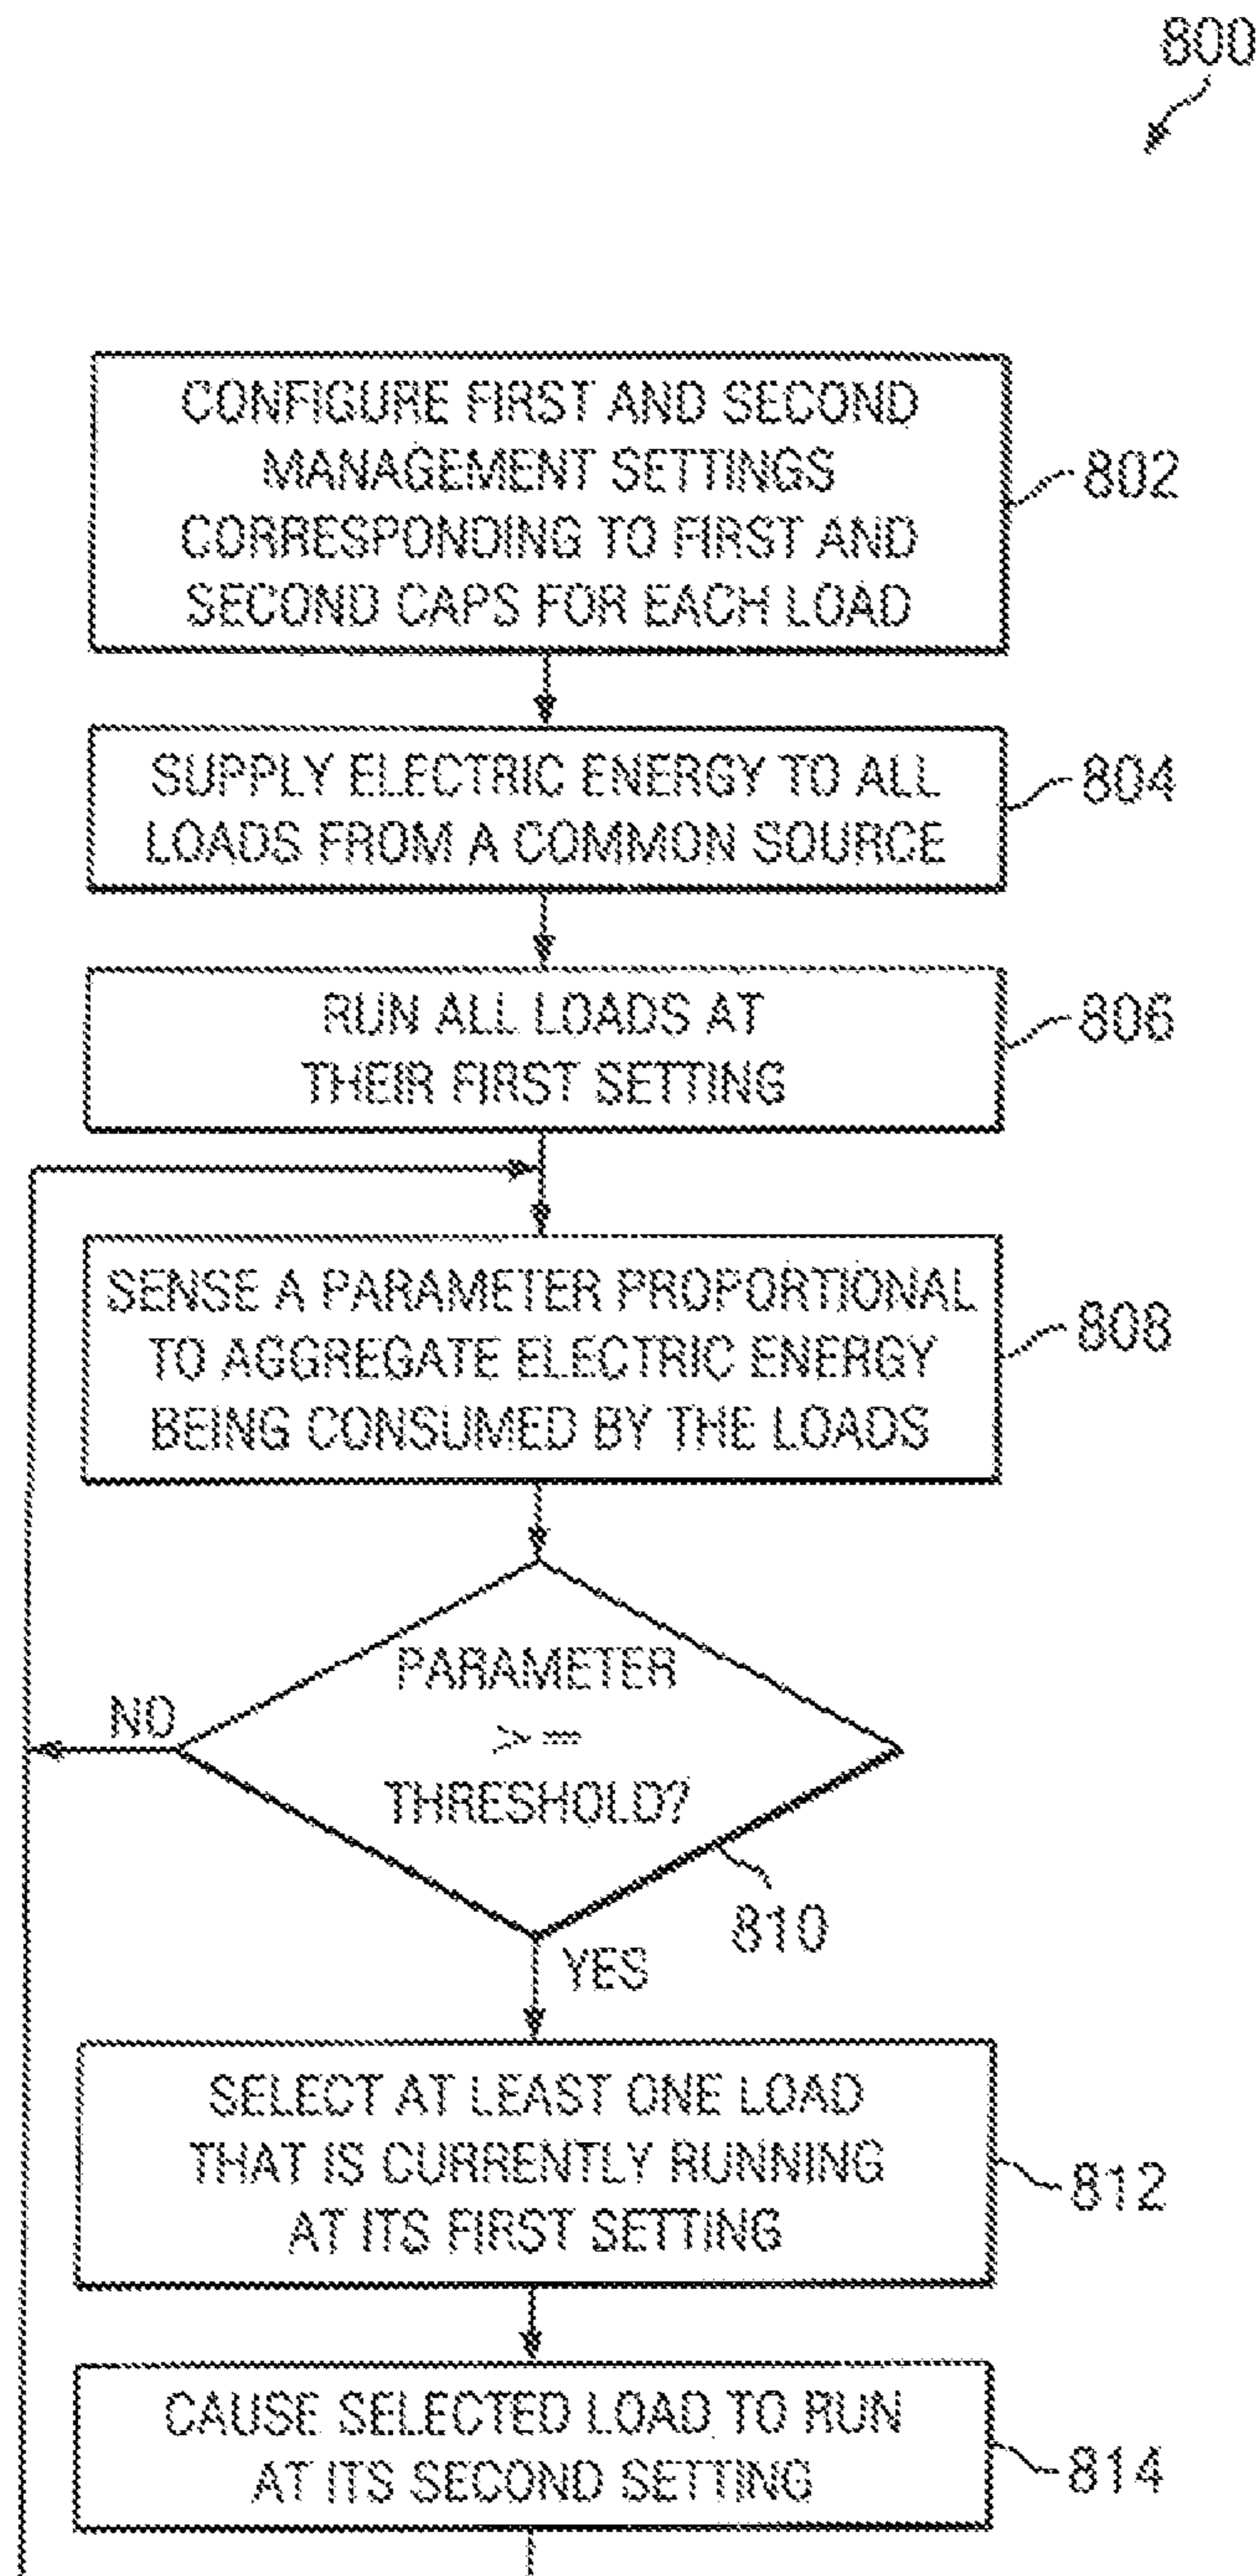 800
CONFIGURE FIRST AND SECOND
MANAGEMENT SETTINGS
CORRESPONDING TO FIRST AND
SECOND CAPS FOR EACH LOAD
802
SUPPLY ELECTRIC ENERGY TO ALL
LOADS FROM A COMMON SOURCE
804
RUN ALL LOADS AT
THEIR FIRST SETTING
806
SENSE A PARAMETER PROPORTIONAL
TO AGGREGATE ELECTRIC ENERGY
BEING CONSUMED BY THE LOADS
808
PARAMETER
>=
THRESHOLD?
NO
810
YES
SELECT AT LEAST ONE LOAD
THAT IS CURRENTLY RUNNING
AT ITS FIRST SETTING
812
CAUSE SELECTED LOAD TO RUN
AT ITS SECOND SETTING
814